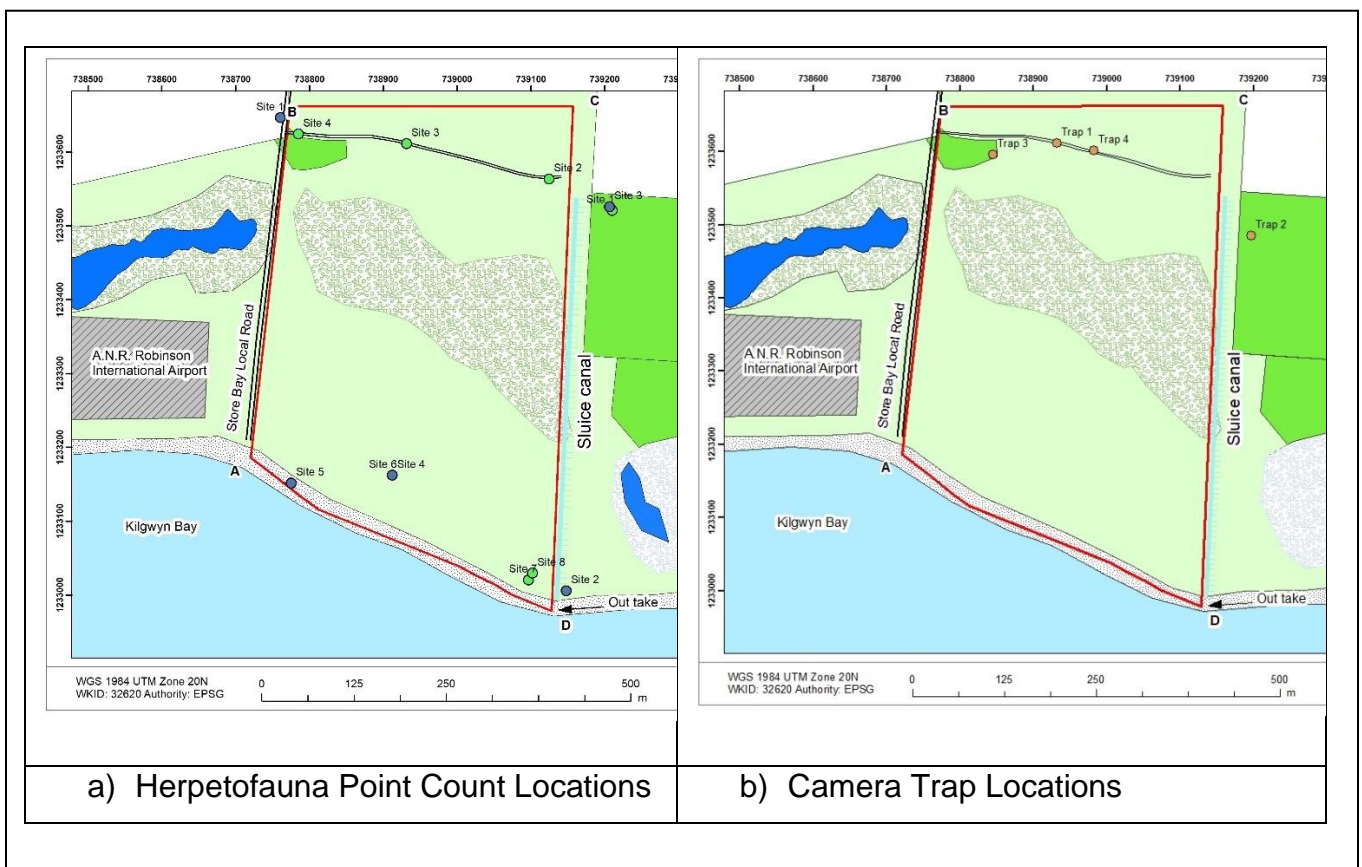 738500 738600 738700 738800 738900 739000 739100 739200
C
Site 1
B
Site 4
Site 3
Site 2
Site 1 Site 3
1233600
1233500
1233400
1233300
1233200
1233100
1233000
A.N.R. Robinson
International Airport
Store Bay Local Road
Sluice canal
A
Site 5
Site 6 Site 4
Kilgwyn Bay
Site 7
Site 8
Site 2
Out take
D
WGS 1984 UTM Zone 20N
WKID: 32620 Authority: EPSG
0 125 250 500
m
a) Herpetofauna Point Count Locations
738500 738600 738700 738800 738900 739000 739100 739200
C
B
Trap 1
Trap 4
Trap 3
Trap 2
1233600
1233500
1233400
1233300
1233200
1233100
1233000
A.N.R. Robinson
International Airport
Store Bay Local Road
Sluice canal
A
Kilgwyn Bay
Out take
D
WGS 1984 UTM Zone 20N
WKID: 32620 Authority: EPSG
0 125 250 500
m
b) Camera Trap Locations